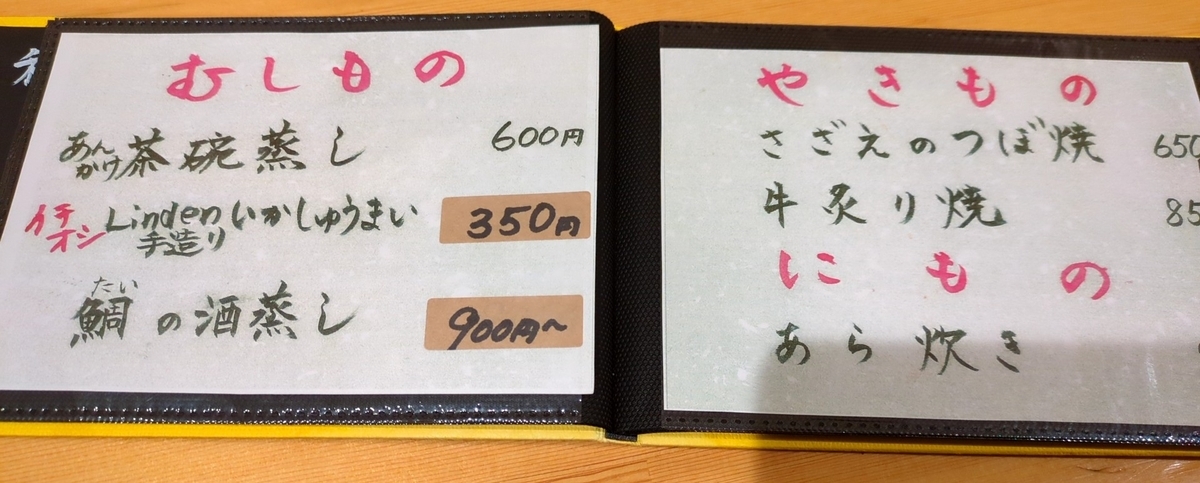 むしもの
あんかけ茶碗蒸し 600円
イチオシ Linden手造りいかしゅうまい 350円
たい
鯛の酒蒸し 900円～
やきもの
さざえのつぼ焼 650
牛炙り焼 85
にもの
あら炊き